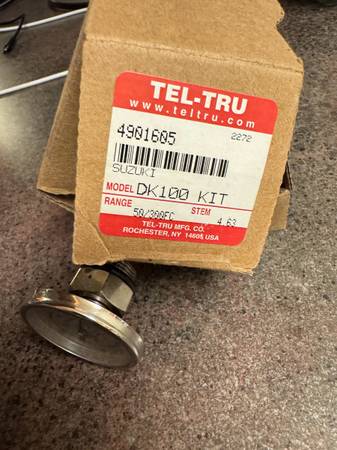 TEL-TRU
www.teltru.com
4901605 2272
SUZUKI
MODEL DK100 KIT
RANGE STEM
50/300FC 4.63
TEL-TRU MFG. CO.
ROCHESTER, NY 14605 USA